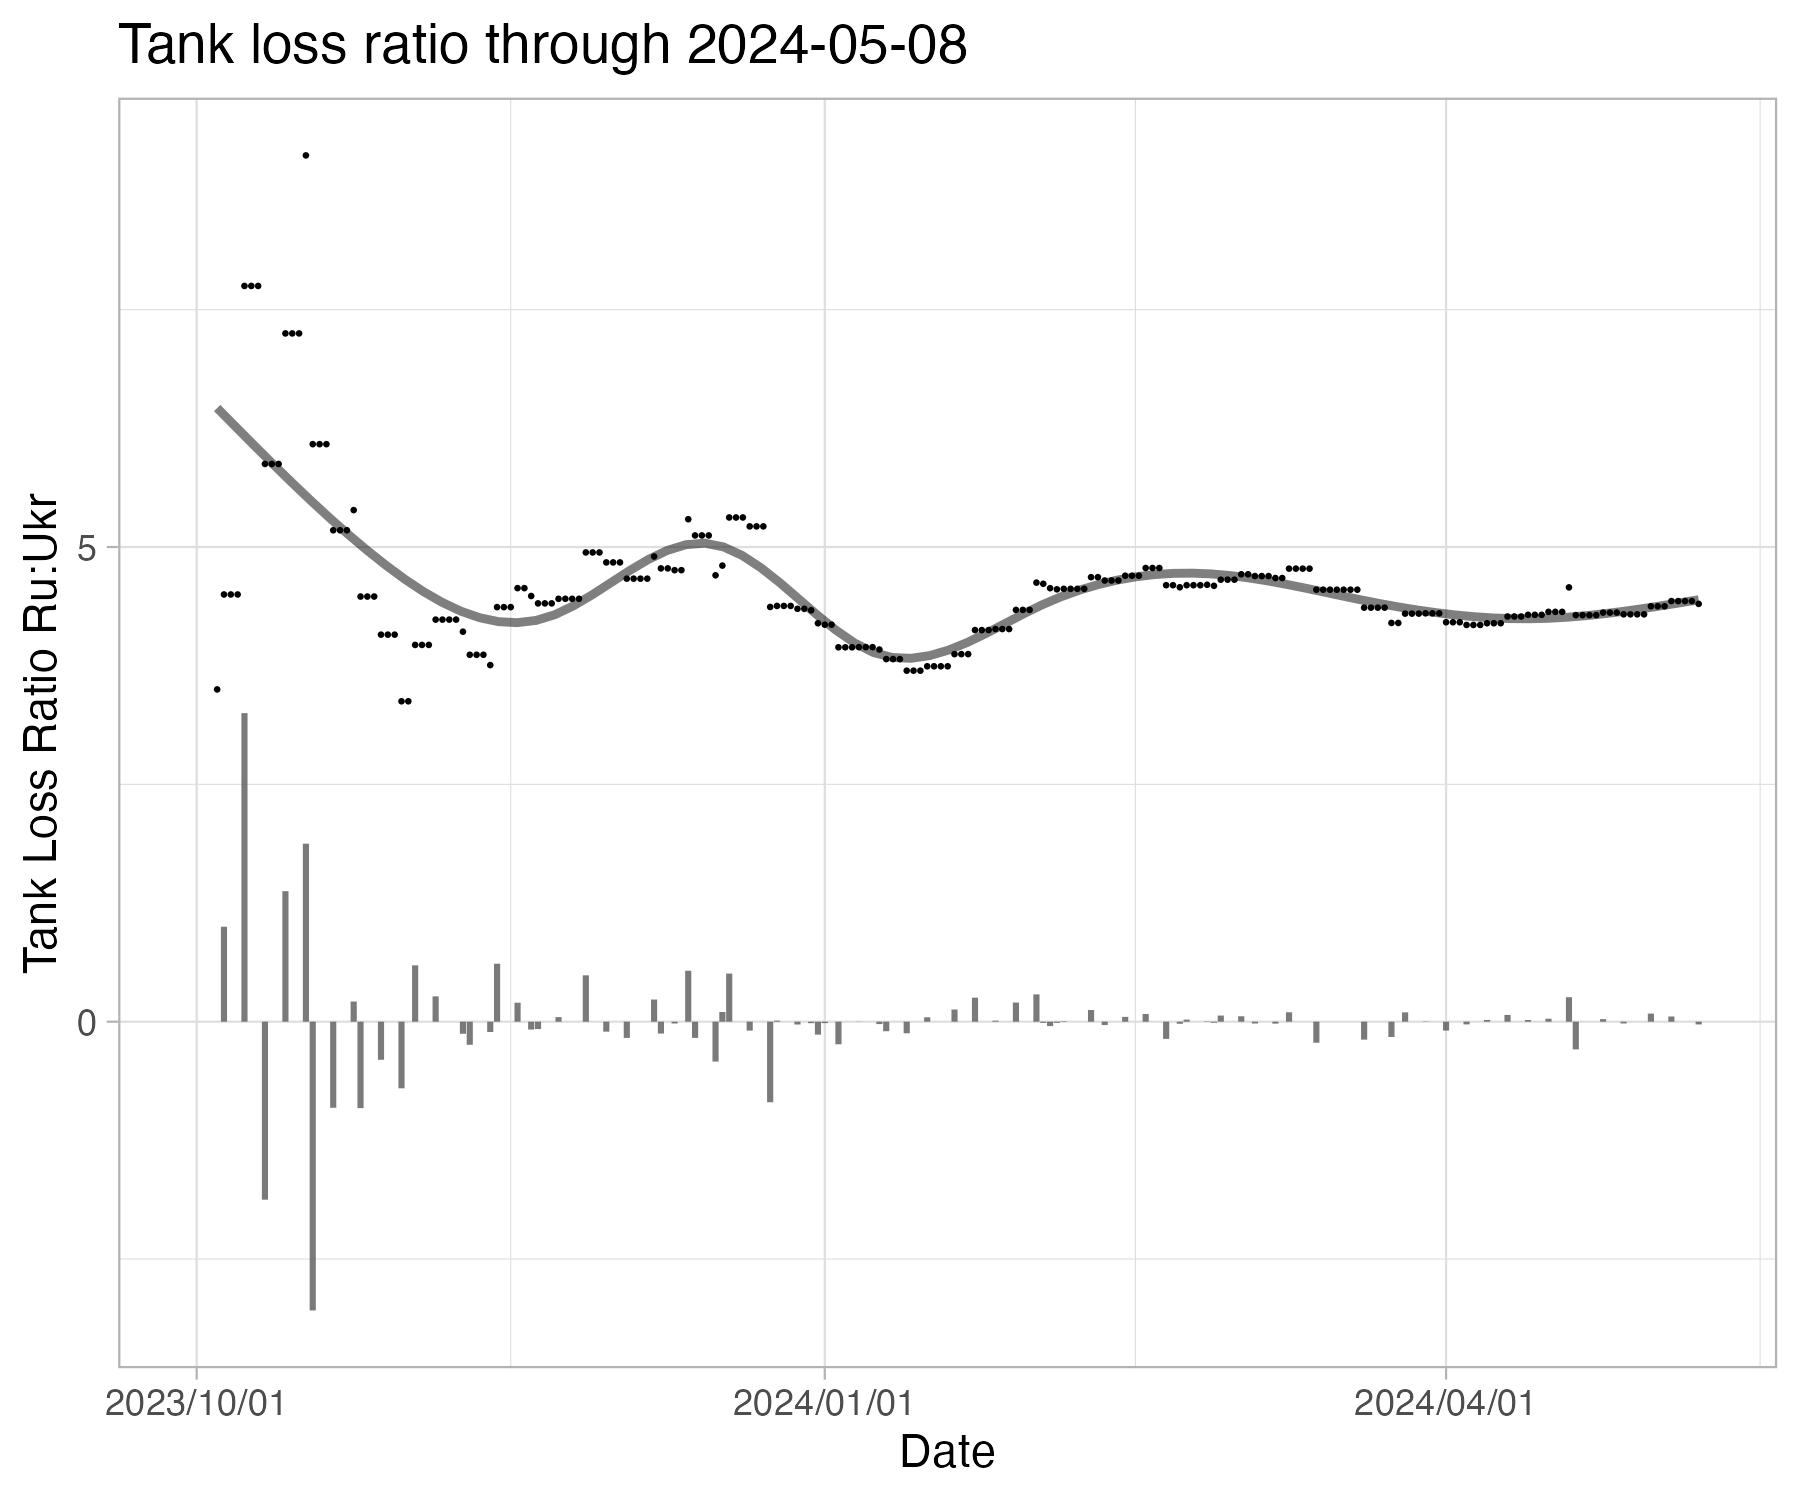 Tank loss ratio through 2024-05-08
Tank Loss Ratio Ru:Ukr
5
0
2023/10/01
2024/01/01
2024/04/01
Date